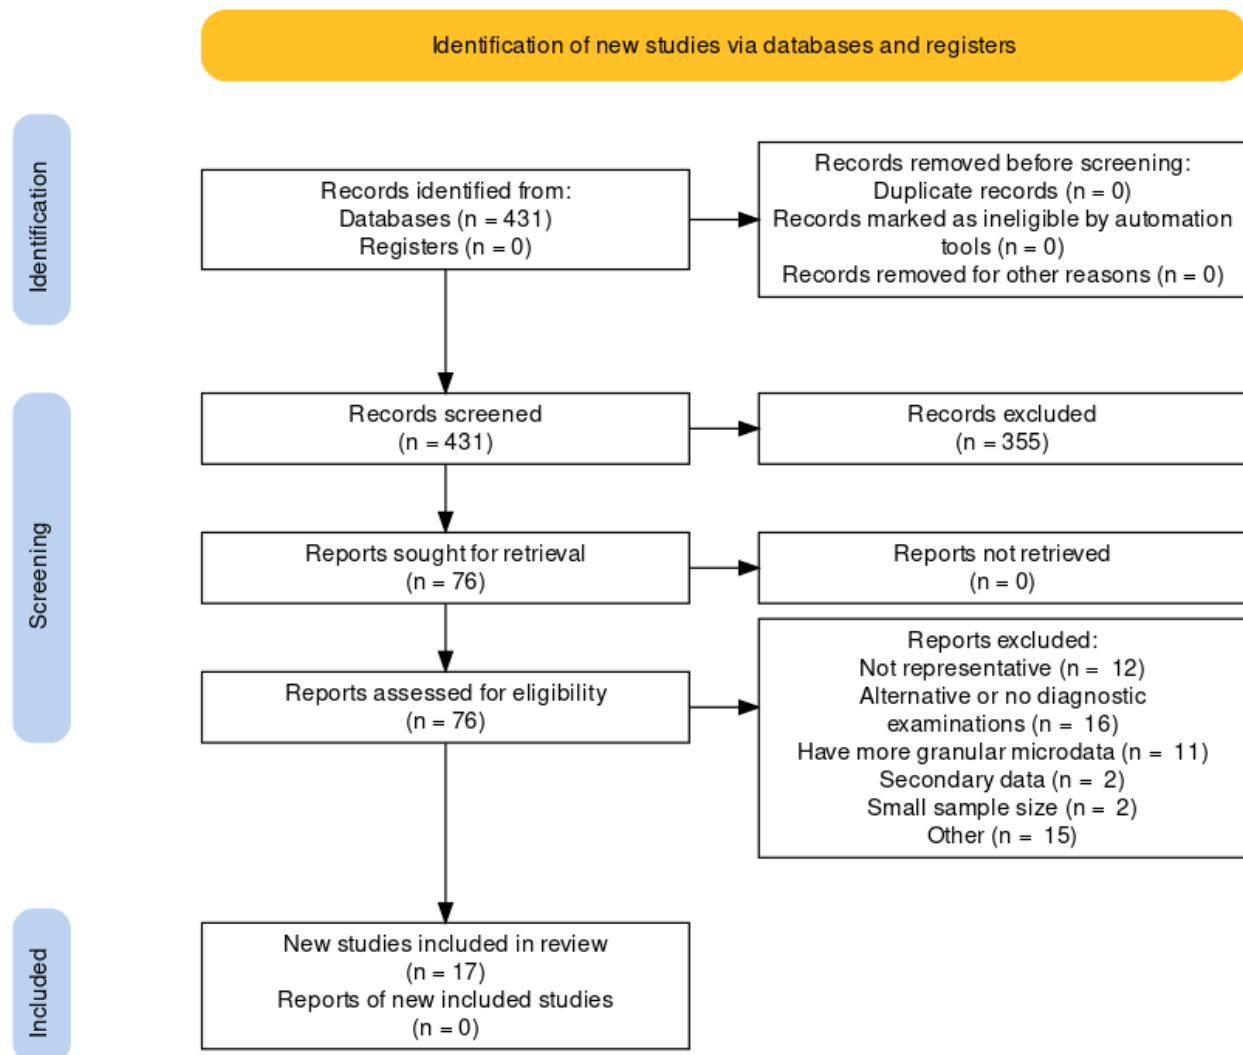 Identification of new studies via databases and registers
Identification
Records identified from:
Databases (n = 431)
Registers (n = 0)
Records removed before screening:
Duplicate records (n = 0)
Records marked as ineligible by automation
tools (n = 0)
Records removed for other reasons (n = 0)
Screening
Records screened
(n = 431)
Records excluded
(n = 355)
Reports sought for retrieval
(n = 76)
Reports not retrieved
(n = 0)
Reports assessed for eligibility
(n = 76)
Reports excluded:
Not representative (n = 12)
Alternative or no diagnostic
examinations (n = 16)
Have more granular microdata (n = 11)
Secondary data (n = 2)
Small sample size (n = 2)
Other (n = 15)
Included
New studies included in review
(n = 17)
Reports of new included studies
(n = 0)